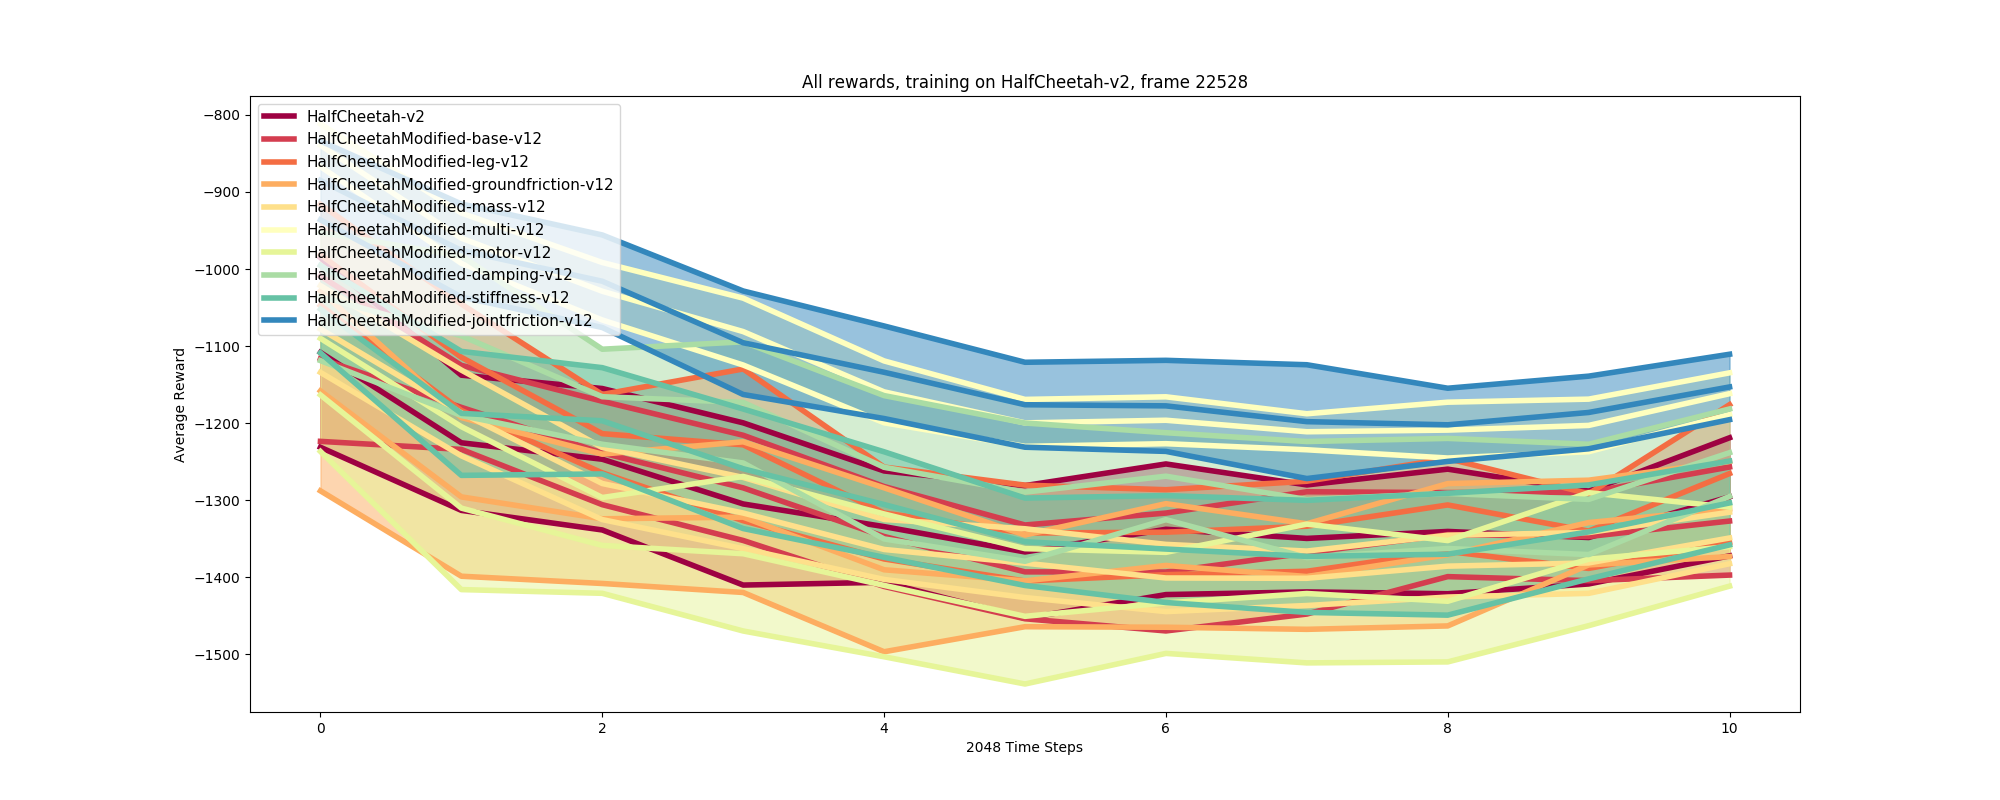 All rewards, training on HalfCheetah-v2, frame 22528
HalfCheetah-v2
HalfCheetahModified-base-v12
HalfCheetahModified-leg-v12
HalfCheetahModified-groundfriction-v12
HalfCheetahModified-mass-v12
HalfCheetahModified-multi-v12
HalfCheetahModified-motor-v12
HalfCheetahModified-damping-v12
HalfCheetahModified-stiffness-v12
HalfCheetahModified-jointfriction-v12
Average Reward
−800
−900
−1000
−1100
−1200
−1300
−1400
−1500
0 2 4 6 8 10
2048 Time Steps